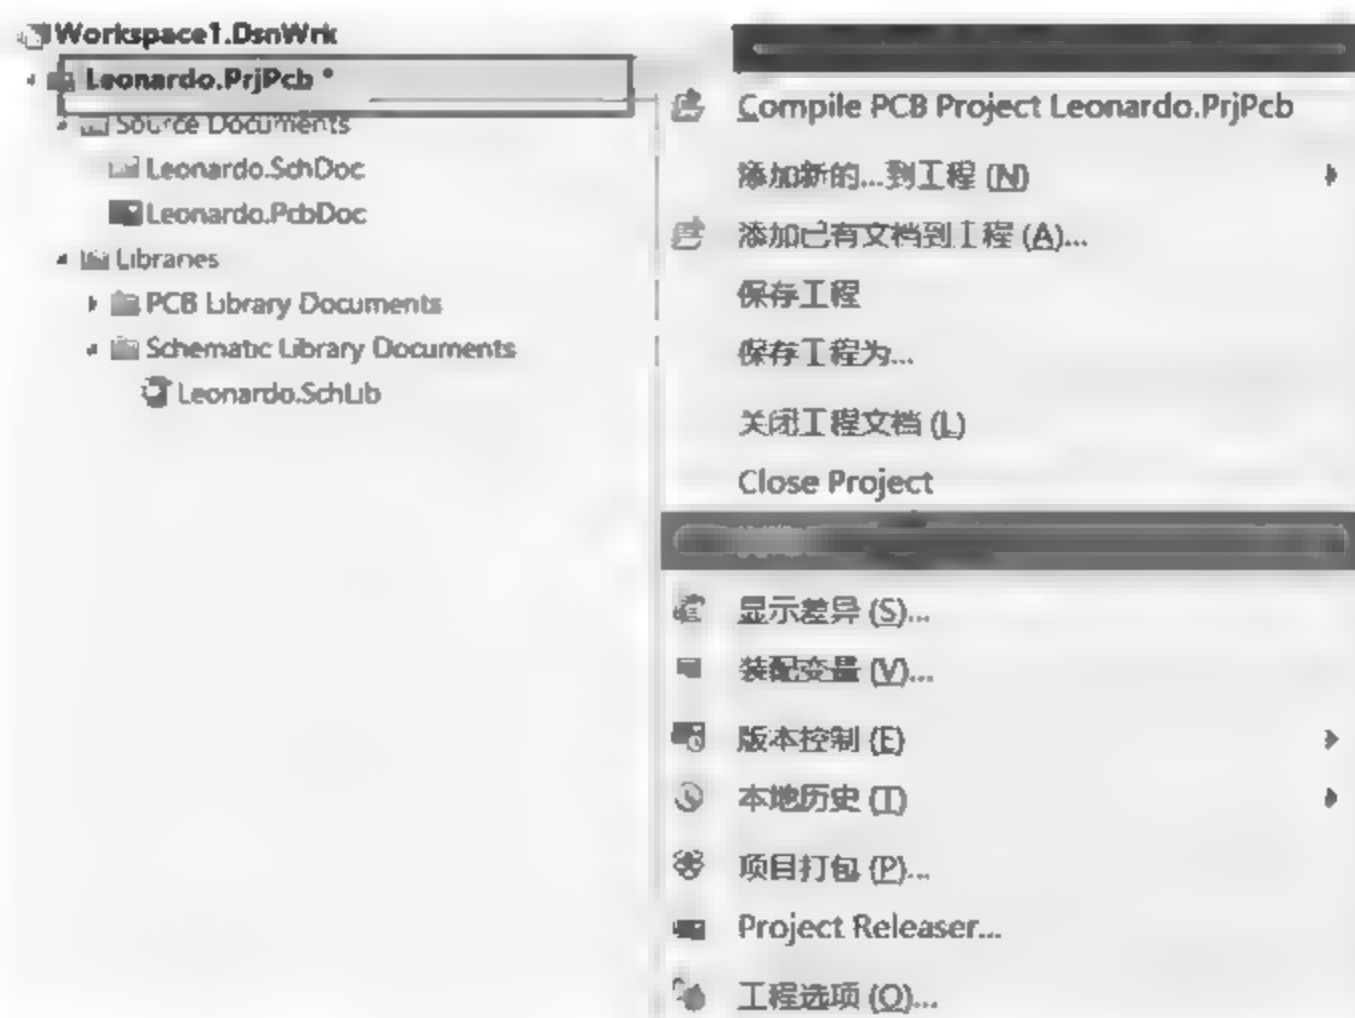 Workspace1.DsnWrk
Leonardo.PrjPcb *
Source Documents
Leonardo.SchDoc
Leonardo.PcbDoc
Libraries
PCB Library Documents
Schematic Library Documents
Leonardo.SchLib
Compile PCB Project Leonardo.PrjPcb
添加新的...到工程 (N)
添加已有文档到工程 (A)...
保存工程
保存工程为...
关闭工程文档 (L)
Close Project
显示差异 (S)...
装配变量 (V)...
版本控制 (E)
本地历史 (T)
项目打包 (P)...
Project Releaser...
工程选项 (O)...